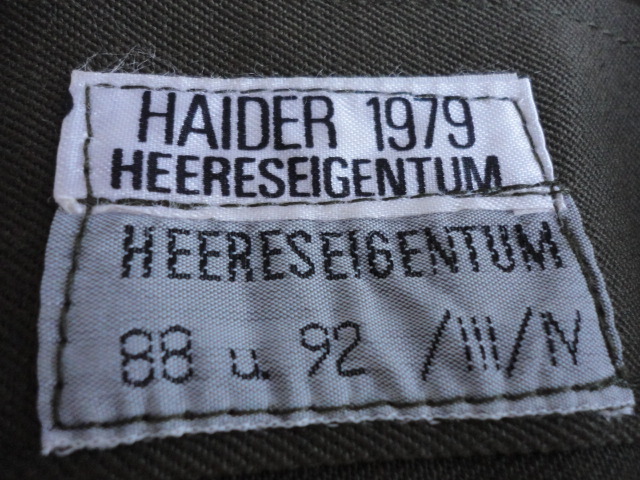 HAIDER 1979
HEERESEIGENTUM
HEERESEIGENTUM
88 u. 92 /III/IV